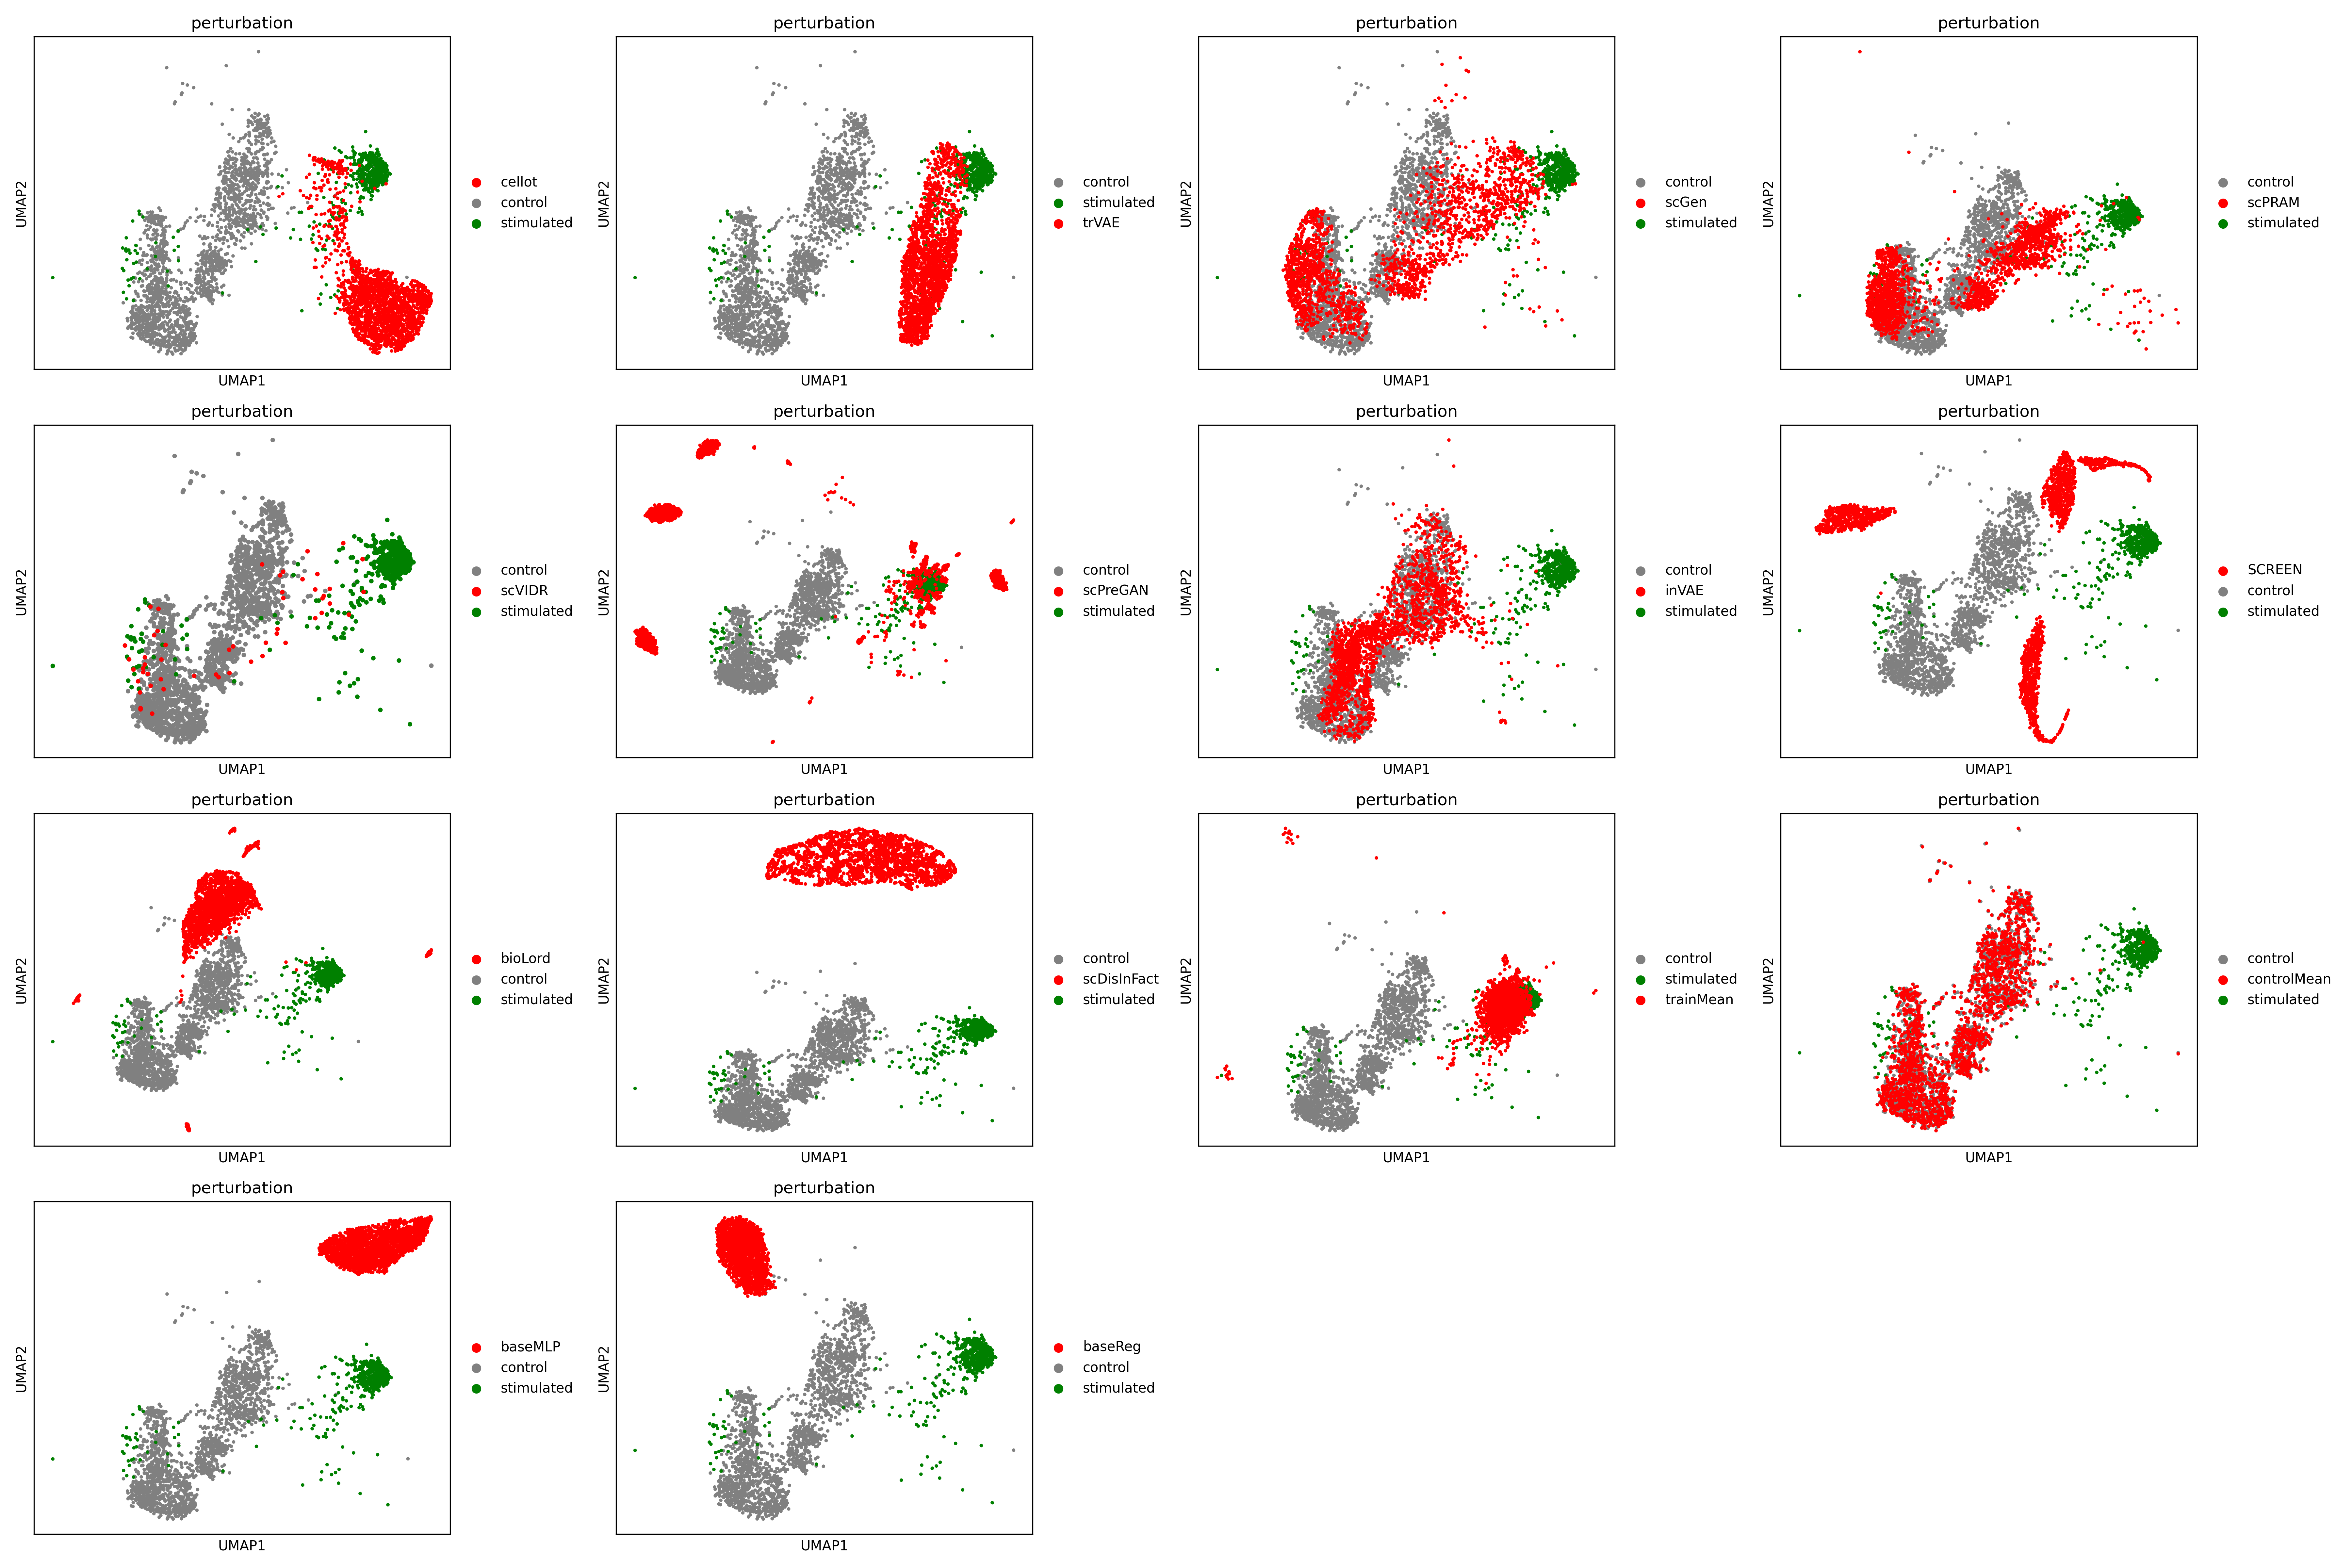 perturbation
UMAP2
UMAP1
cellot
control
stimulated
perturbation
UMAP2
UMAP1
control
stimulated
trVAE
perturbation
UMAP2
UMAP1
control
scGen
stimulated
perturbation
UMAP2
UMAP1
control
scPRAM
stimulated
perturbation
UMAP2
UMAP1
control
scVIDR
stimulated
perturbation
UMAP2
UMAP1
control
scPreGAN
stimulated
perturbation
UMAP2
UMAP1
control
inVAE
stimulated
perturbation
UMAP2
UMAP1
SCREEN
control
stimulated
perturbation
UMAP2
UMAP1
bioLord
control
stimulated
perturbation
UMAP2
UMAP1
control
scDisInFact
stimulated
perturbation
UMAP2
UMAP1
control
stimulated
trainMean
perturbation
UMAP2
UMAP1
control
controlMean
stimulated
perturbation
UMAP2
UMAP1
baseMLP
control
stimulated
perturbation
UMAP2
UMAP1
baseReg
control
stimulated